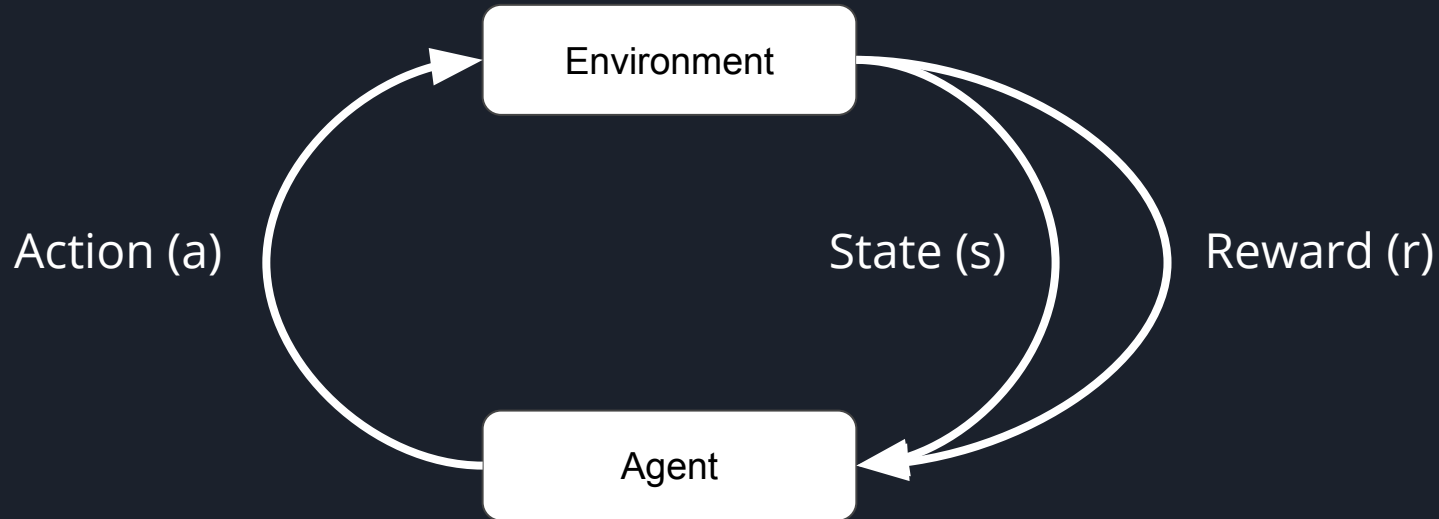 Environment
Action (a)
State (s)
Reward (r)
Agent